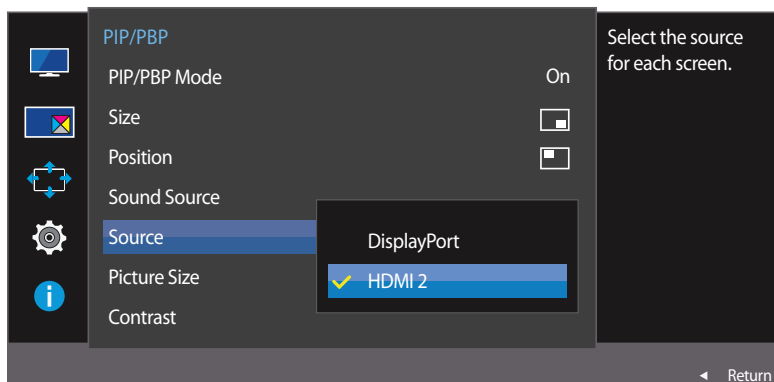 PIP/PBP
PIP/PBP Mode On
Size
Position
Sound Source
Source
Picture Size
Contrast
DisplayPort
HDMI 2
Select the source
for each screen.
Return